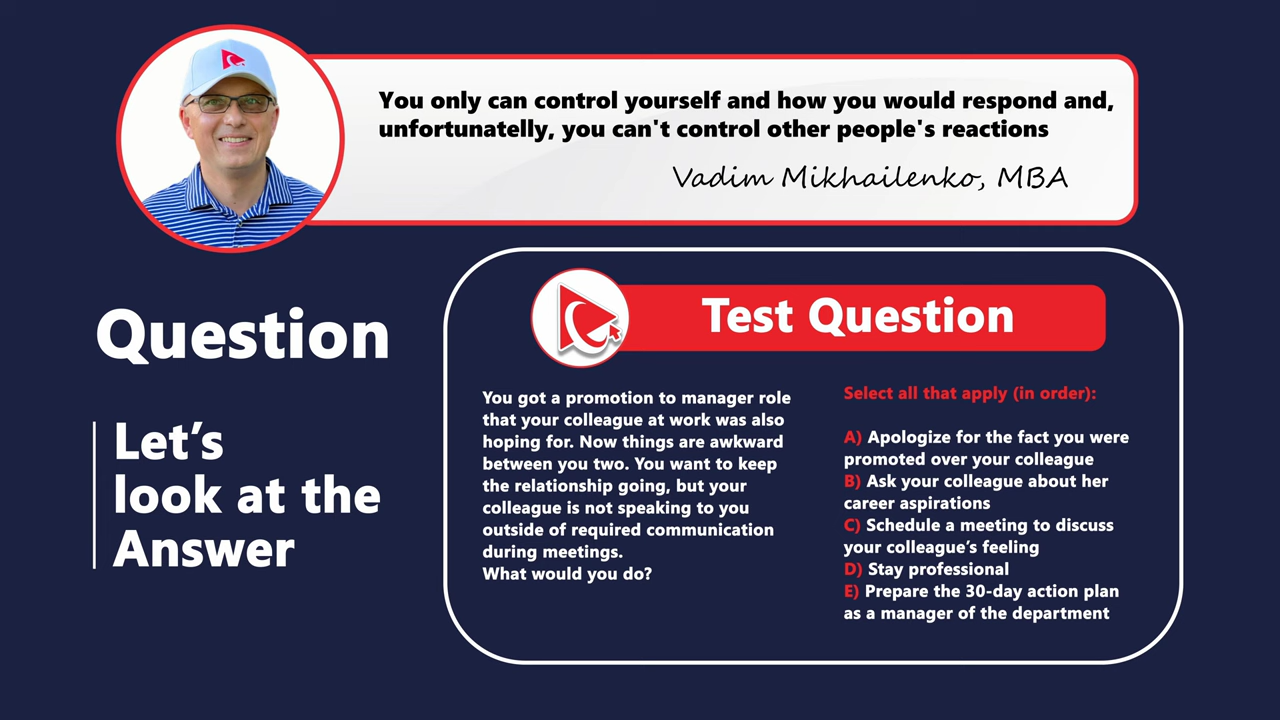 You only can control yourself and how you would respond and,
unfortunatelly, you can't control other people's reactions
Vadim Mikhailenko, MBA
Question
Let's
look at the
Answer
Test Question
You got a promotion to manager role
that your colleague at work was also
hoping for. Now things are awkward
between you two. You want to keep
the relationship going, but your
colleague is not speaking to you
outside of required communication
during meetings.
What would you do?
Select all that apply (in order):
A) Apologize for the fact you were
promoted over your colleague
B) Ask your colleague about her
career aspirations
C) Schedule a meeting to discuss
your colleague's feeling
D) Stay professional
E) Prepare the 30-day action plan
as a manager of the department